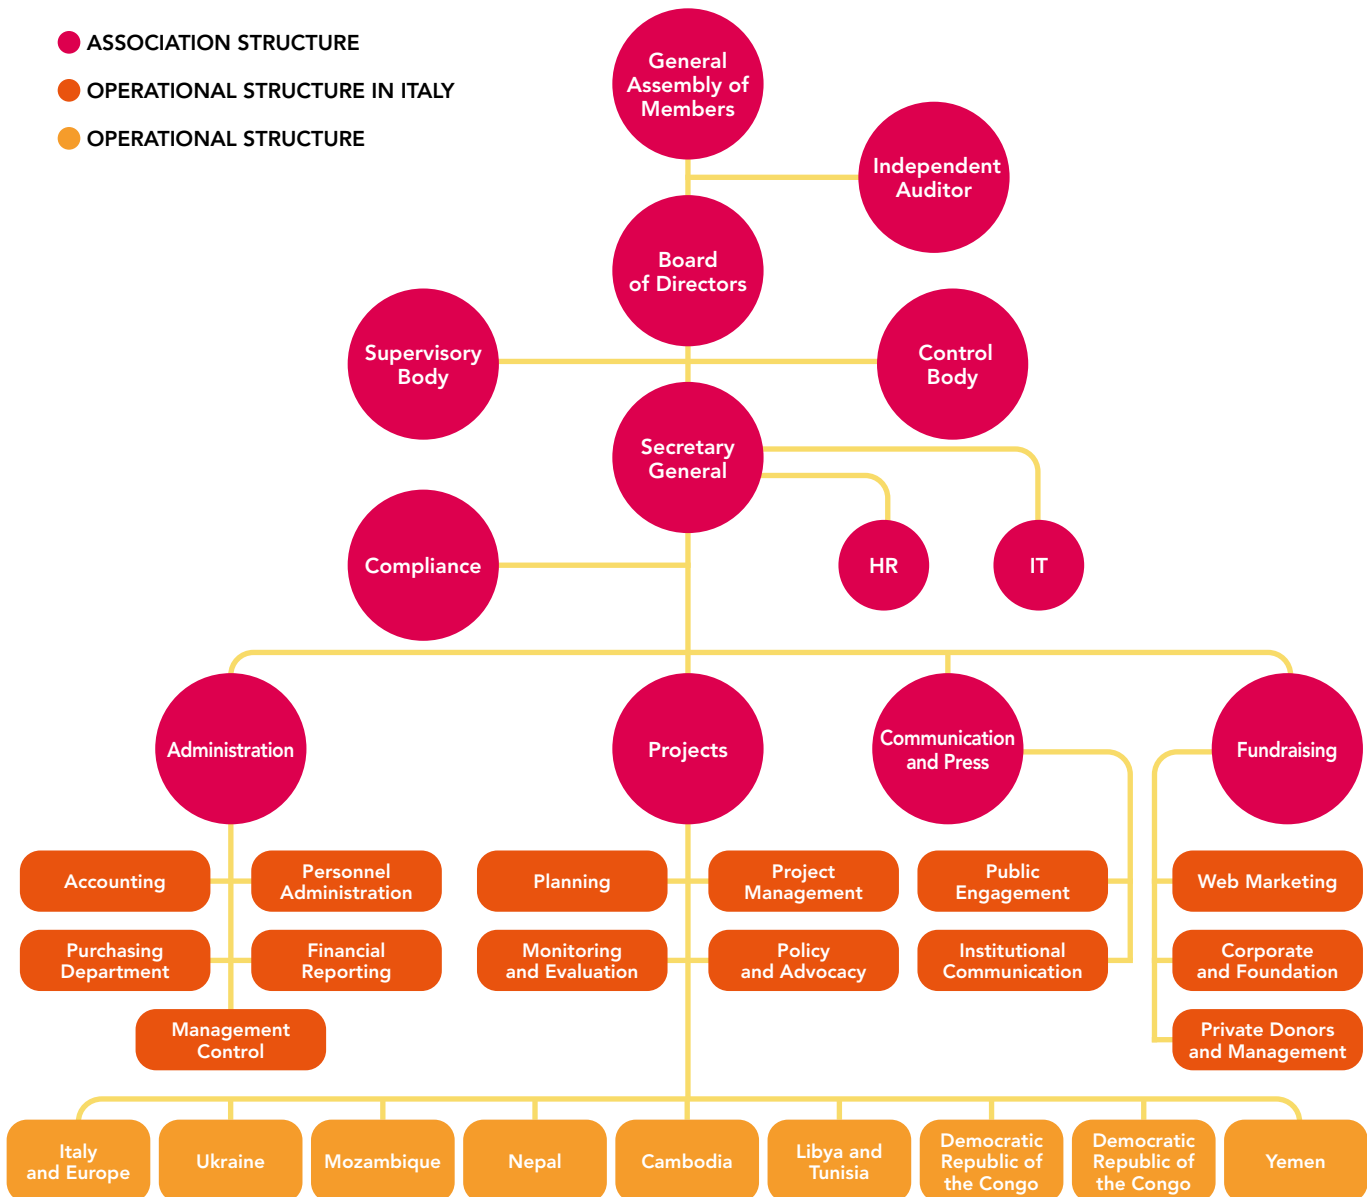 ASSOCIATION STRUCTURE
OPERATIONAL STRUCTURE IN ITALY
OPERATIONAL STRUCTURE
General
Assembly of
Members
Independent
Auditor
Board
of Directors
Supervisory
Body
Control
Body
Secretary
General
Compliance
HR
IT
Administration
Projects
Communication
and Press
Fundraising
Accounting
Personnel
Administration
Purchasing
Department
Financial
Reporting
Management
Control
Planning
Project
Management
Monitoring
and Evaluation
Policy
and Advocacy
Public
Engagement
Institutional
Communication
Web Marketing
Corporate
and Foundation
Private Donors
and Management
Italy
and Europe
Ukraine
Mozambique
Nepal
Cambodia
Libya and
Tunisia
Democratic
Republic of
the Congo
Democratic
Republic of
the Congo
Yemen